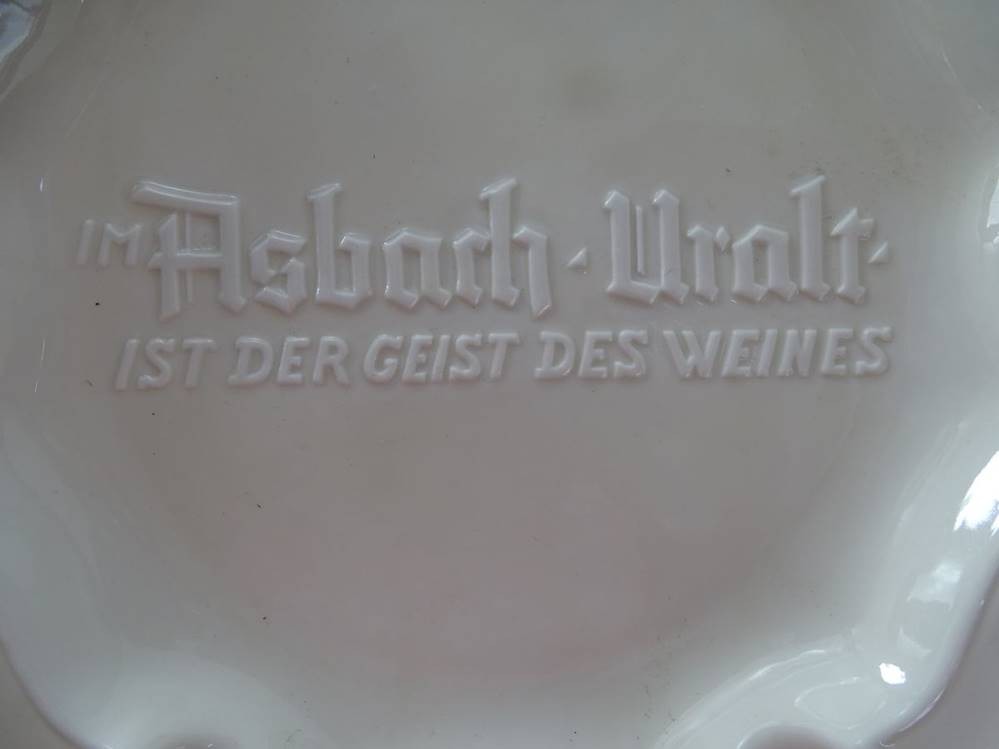 IM Asbach · Uralt ·
IST DER GEIST DES WEINES